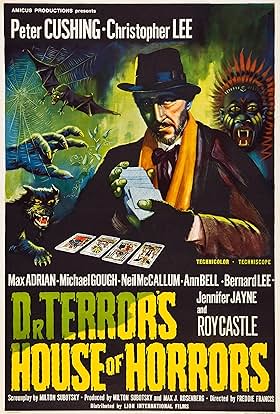 AMICUS PRODUCTIONS presents
Peter CUSHING • Christopher LEE
TECHNICOLOR • TECHNISCOPE
Max ADRIAN • Michael GOUGH • Neil McCALLUM • Ann BELL • Bernard LEE •
Jennifer JAYNE
and
ROY CASTLE
DR TERROR'S
HOUSE OF HORRORS
Screenplay by MILTON SUBOTSKY Produced by MILTON SUBOTSKY and MAX J. ROSENBERG • Directed by FREDDIE FRANCIS
Distributed by LION INTERNATIONAL FILMS